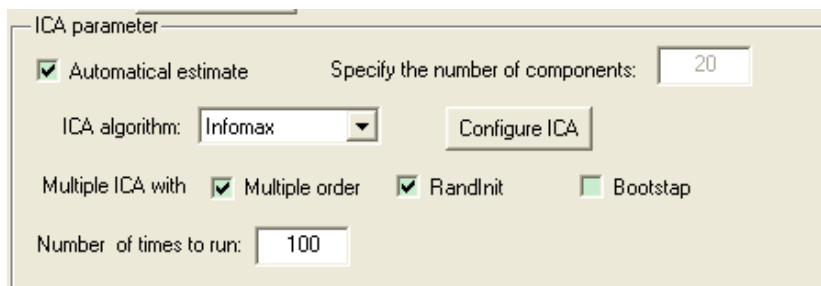 ICA parameter
Automatical estimate Specify the number of components: 20
ICA algorithm: Infomax Configure ICA
Multiple ICA with Multiple order RandInit Bootstap
Number of times to run: 100